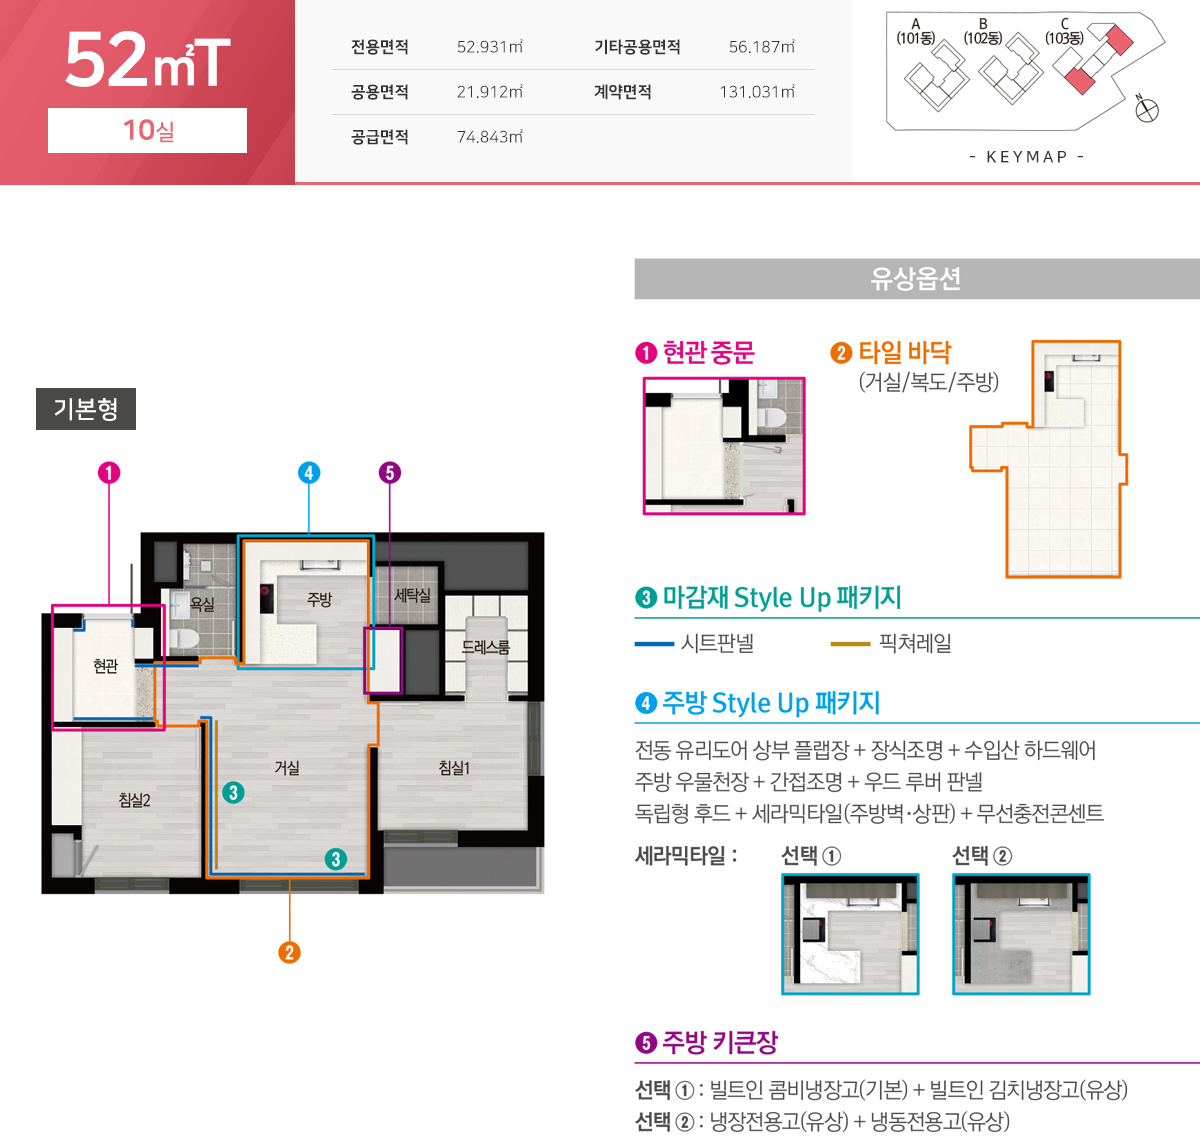 52㎡T
10실
전용면적 52.931㎡ 기타공용면적 56.187㎡
공용면적 21.912㎡ 계약면적 131.031㎡
공급면적 74.843㎡
A
(101동)
B
(102동)
C
(103동)
N
- KEYMAP -
유상옵션
❶ 현관 중문
❷ 타일 바닥
(거실/복도/주방)
기본형
❶
❹
❺
욕실
주방
세탁실
드레스룸
현관
거실
침실1
침실2
❸
❸
❷
❸ 마감재 Style Up 패키지
시트판넬 픽쳐레일
❹ 주방 Style Up 패키지
전동 유리도어 상부 플랩장 + 장식조명 + 수입산 하드웨어
주방 우물천장 + 간접조명 + 우드 루버 판넬
독립형 후드 + 세라믹타일(주방벽·상판) + 무선충전콘센트
세라믹타일 : 선택 ① 선택 ②
❺ 주방 키큰장
선택 ① : 빌트인 콤비냉장고(기본) + 빌트인 김치냉장고(유상)
선택 ② : 냉장전용고(유상) + 냉동전용고(유상)